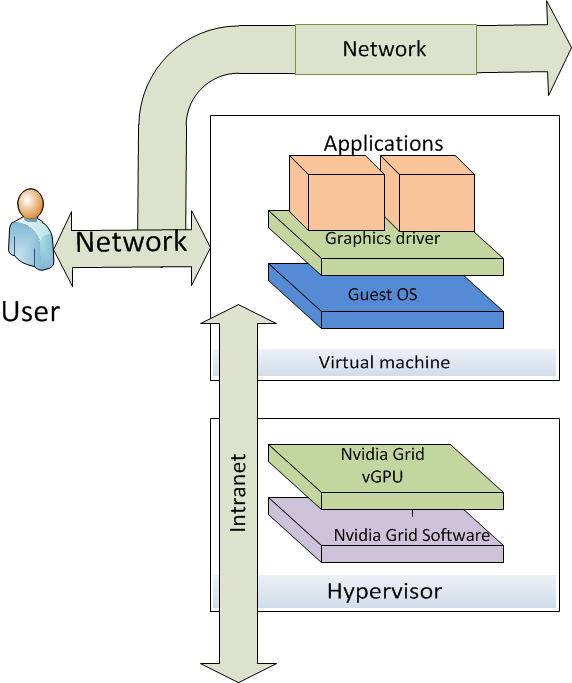 Network
Applications
Network
Graphics driver
User
Guest OS
Virtual machine
Intranet
Nvidia Grid
vGPU
Nvidia Grid Software
Hypervisor